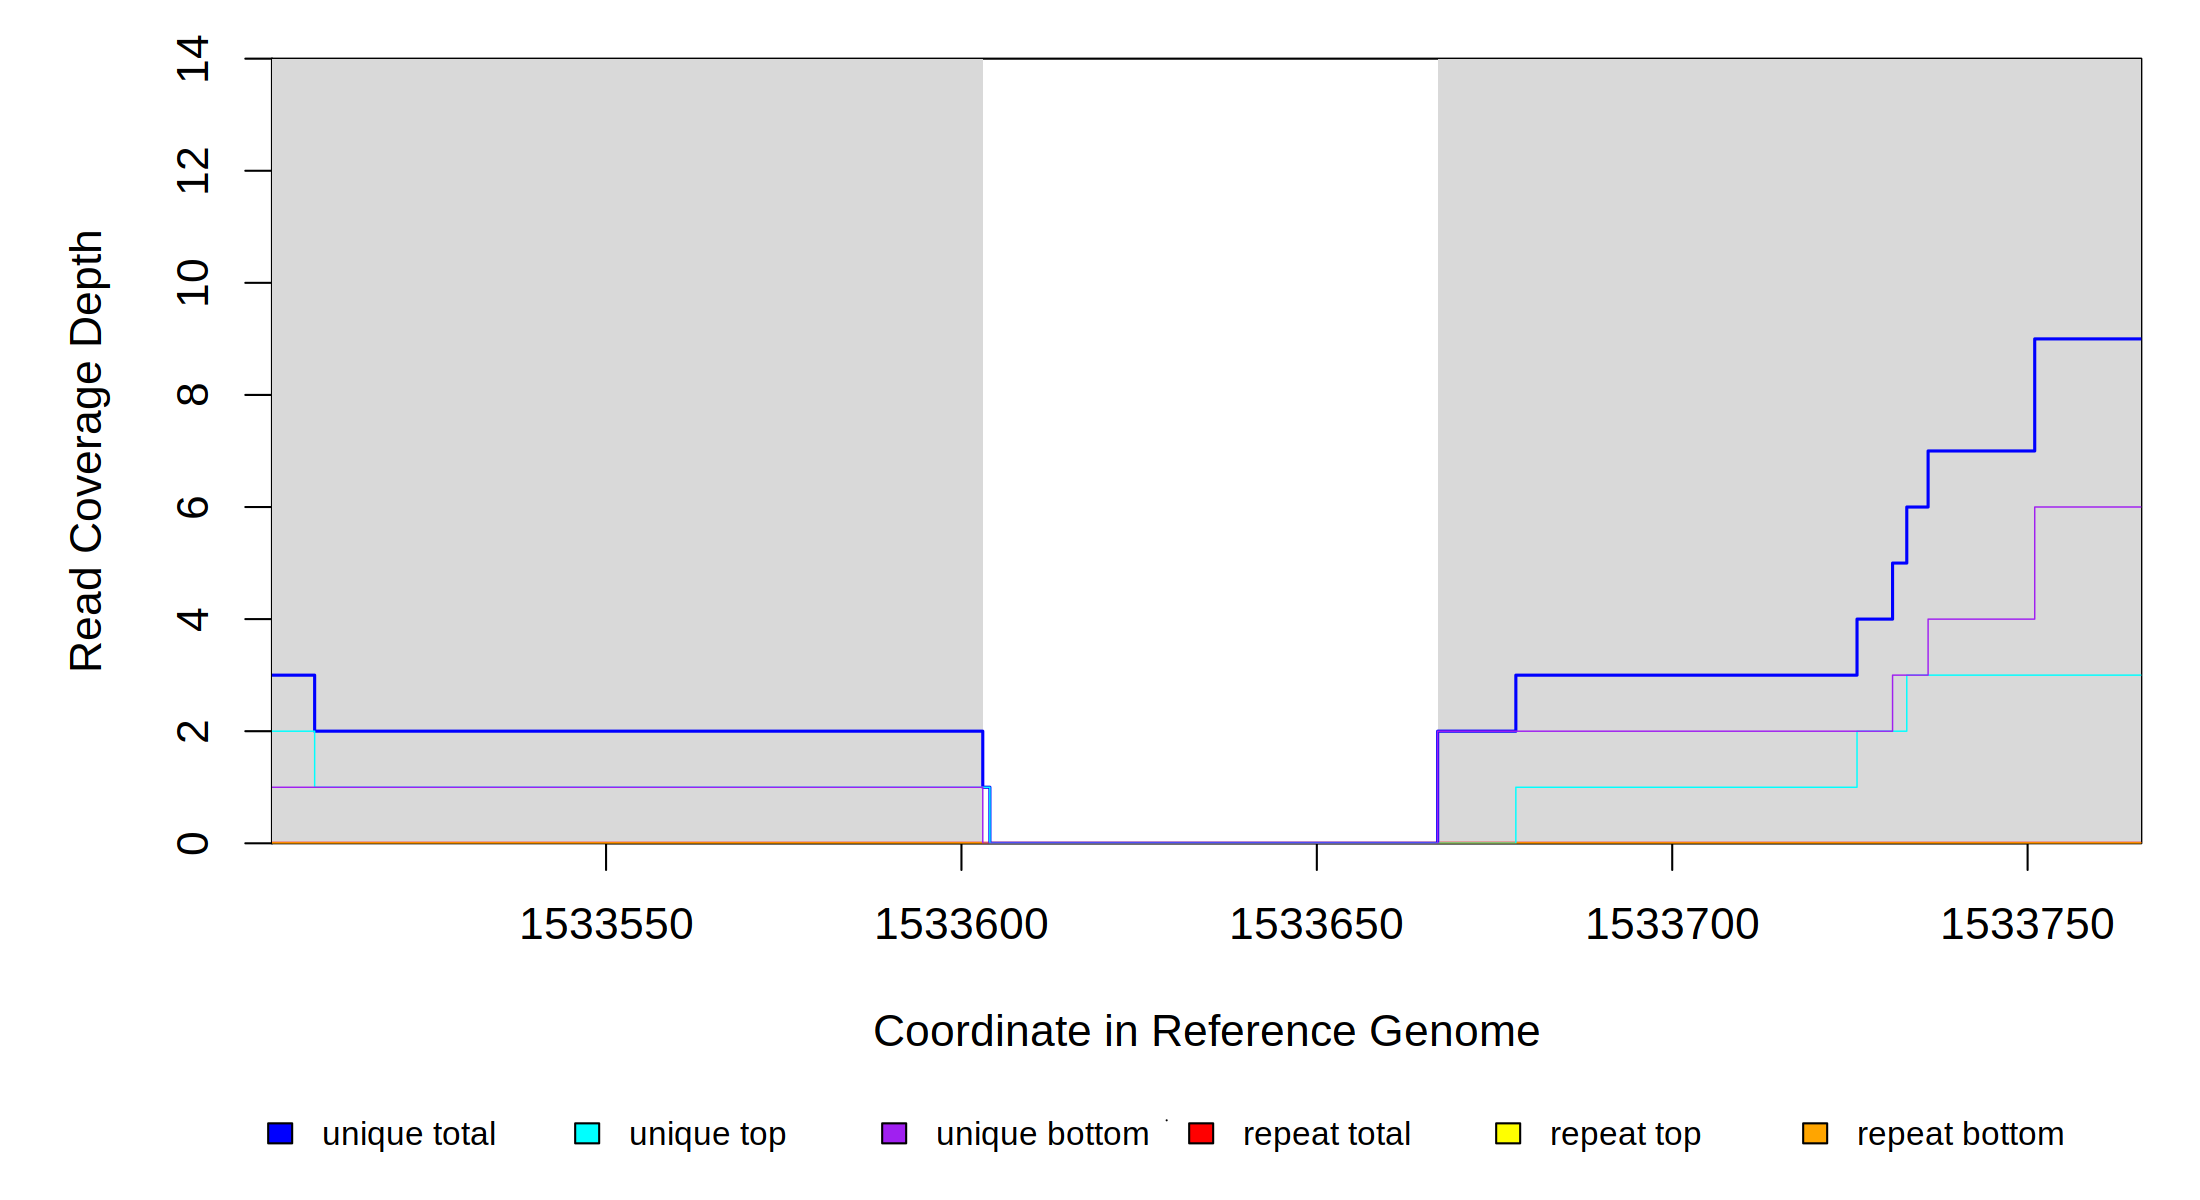 14
12
10
8
6
4
2
0
Read Coverage Depth
1533550 1533600 1533650 1533700 1533750
Coordinate in Reference Genome
unique total unique top unique bottom repeat total repeat top repeat bottom